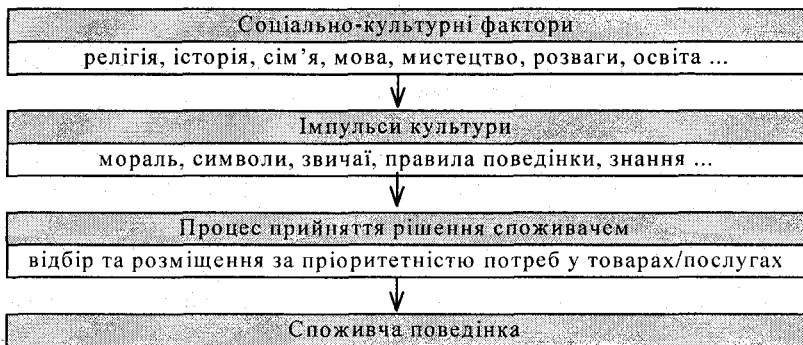 Соціально-культурні фактори
релігія, історія, сім'я, мова, мистецтво, розваги, освіта ...
Імпульси культури
мораль, символи, звичаї, правила поведінки, знання ...
Процес прийняття рішення споживачем
відбір та розміщення за пріоритетністю потреб у товарах/послугах
Споживча поведінка